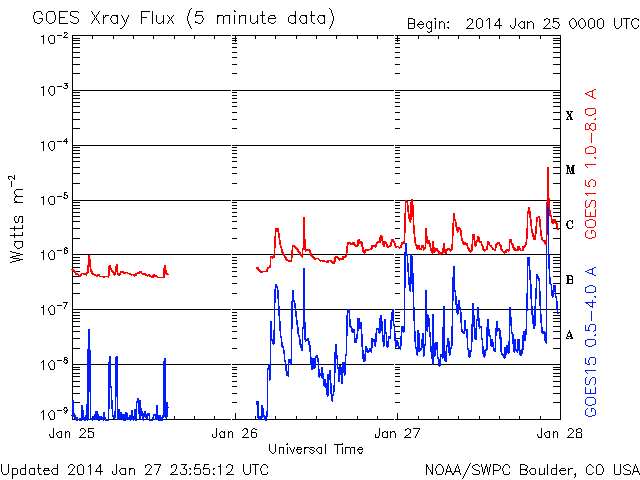 GOES Xray Flux (5 minute data)
Begin: 2014 Jan 25 0000 UTC
10⁻²
10⁻³
10⁻⁴
10⁻⁵
10⁻⁶
10⁻⁷
10⁻⁸
10⁻⁹
Watts m⁻²
X
M
C
B
A
GOES15 1.0−8.0 A
GOES15 0.5−4.0 A
Jan 25
Jan 26
Jan 27
Jan 28
Universal Time
Updated 2014 Jan 27 23:55:12 UTC
NOAA/SWPC Boulder, CO USA